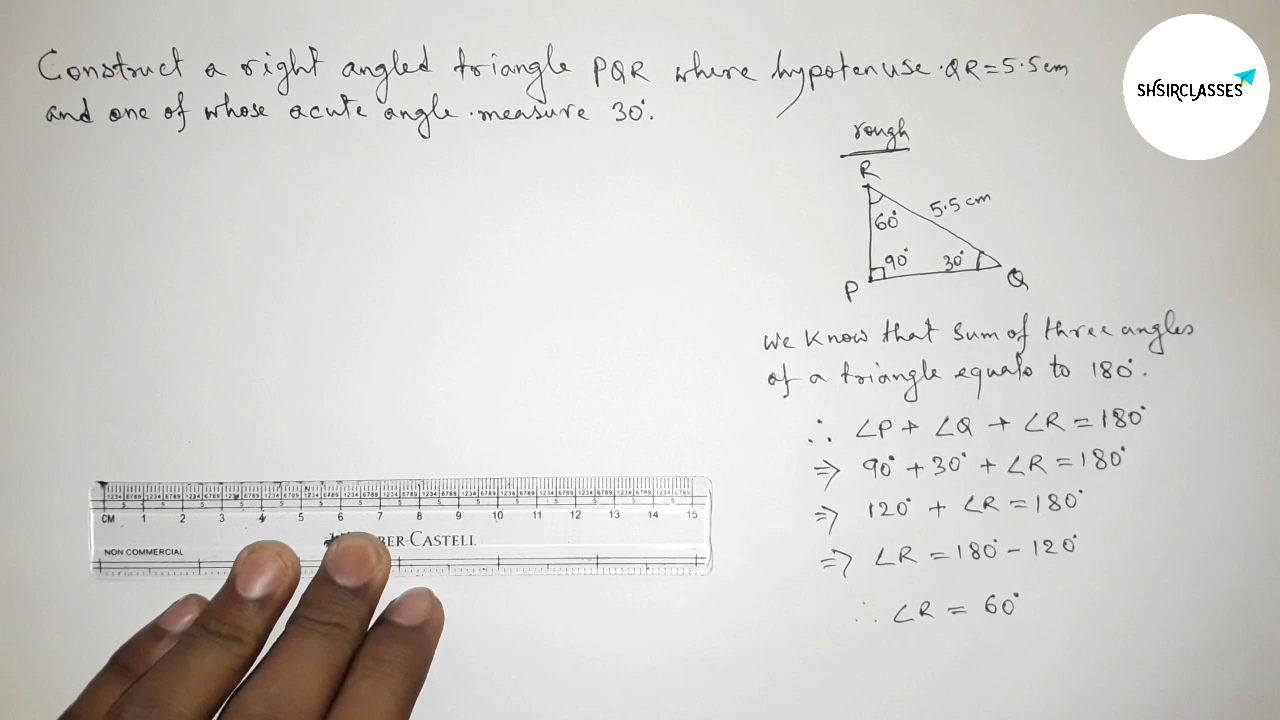 Construct a right angled triangle PQR where hypotenuse QR = 5.5 cm
and one of whose acute angle measure 30°.
SHSIRCLASSES
rough
R
60°
5.5 cm
90°
30°
P
Q
We know that sum of three angles
of a triangle equals to 180°.
∴ ∠P + ∠Q + ∠R = 180°
⇒ 90° + 30° + ∠R = 180°
⇒ 120° + ∠R = 180°
⇒ ∠R = 180° - 120°
∴ ∠R = 60°
CM 1 2 3 4 5 6 7 8 9 10 11 12 13 14 15
BER-CASTELL
NON COMMERCIAL